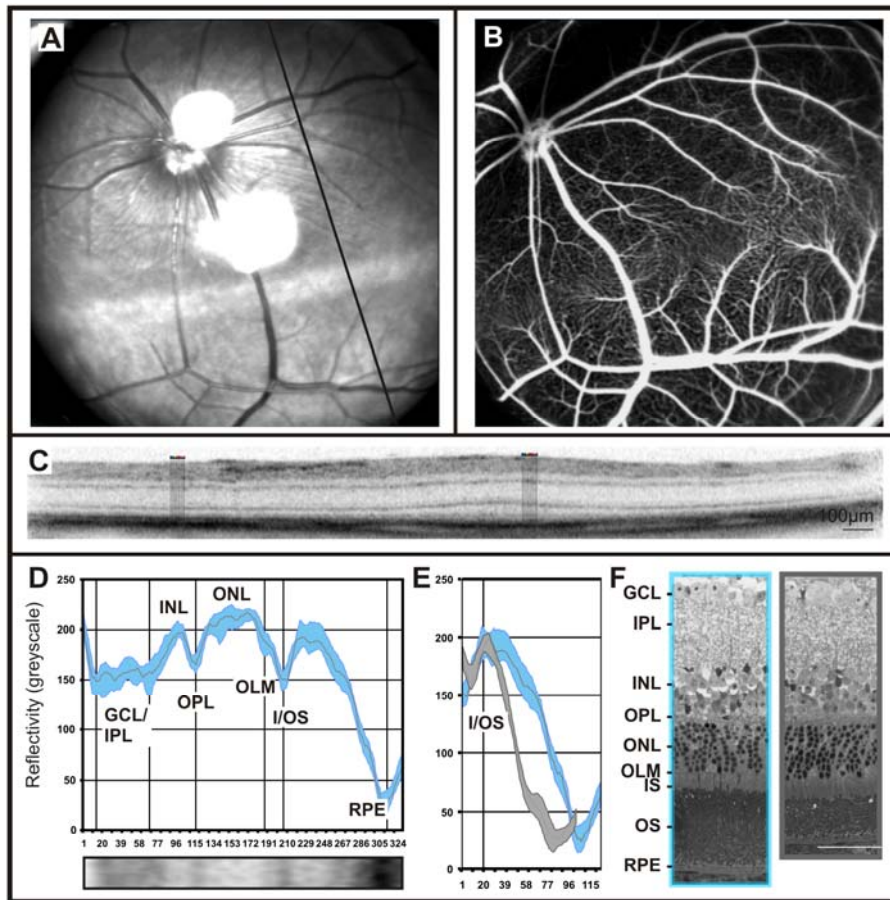 A
B
C
100µm
D
E
F
Reflectivity (greyscale)
250
200
150
100
50
0
INL
ONL
GCL/
IPL
OPL
OLM
I/OS
RPE
1 20 39 58 77 96 115 134 153 172 191 210 229 248 267 286 305 324
250
200
150
100
50
0
I/OS
1 20 39 58 77 96 115
GCL
IPL
INL
OPL
ONL
OLM
IS
OS
RPE